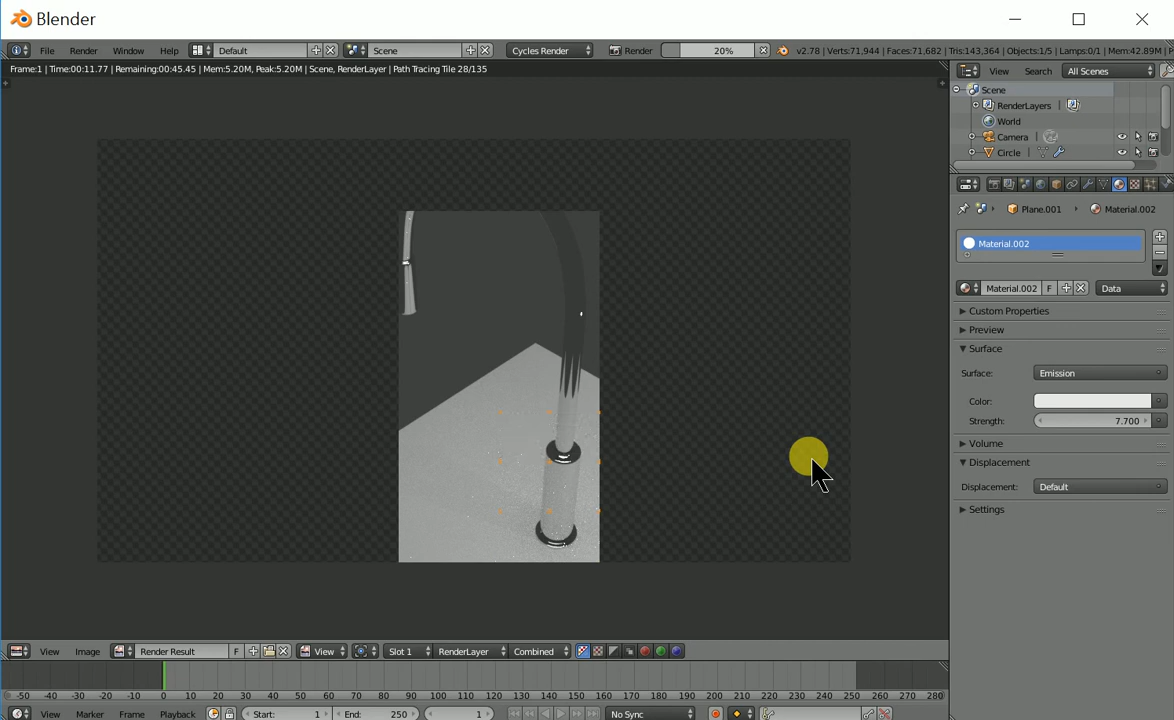 Blender
File Render Window Help Default Scene Cycles Render Render 20% v2.78 | Verts:71,944 | Faces:71,682 | Tris:143,364 | Objects:1/5 | Lamps:0/1 | Mem:42.89M |
Frame:1 | Time:00:11.77 | Remaining:00:45.45 | Mem:5.20M, Peak:5.20M | Scene, RenderLayer | Path Tracing Tile 28/135
View Search All Scenes
Scene
RenderLayers
World
Camera
Circle
Plane.001 Material.002
Material.002
Material.002 F Data
Custom Properties
Preview
Surface
Surface: Emission
Color:
Strength: 7.700
Volume
Displacement
Displacement: Default
Settings
View Image Render Result F View Slot 1 RenderLayer Combined
-50 -40 -30 -20 -10 0 10 20 30 40 50 60 70 80 90 100 110 120 130 140 150 160 170 180 190 200 210 220 230 240 250 260 270 280
View Marker Frame Playback Start: 1 End: 250 1 No Sync